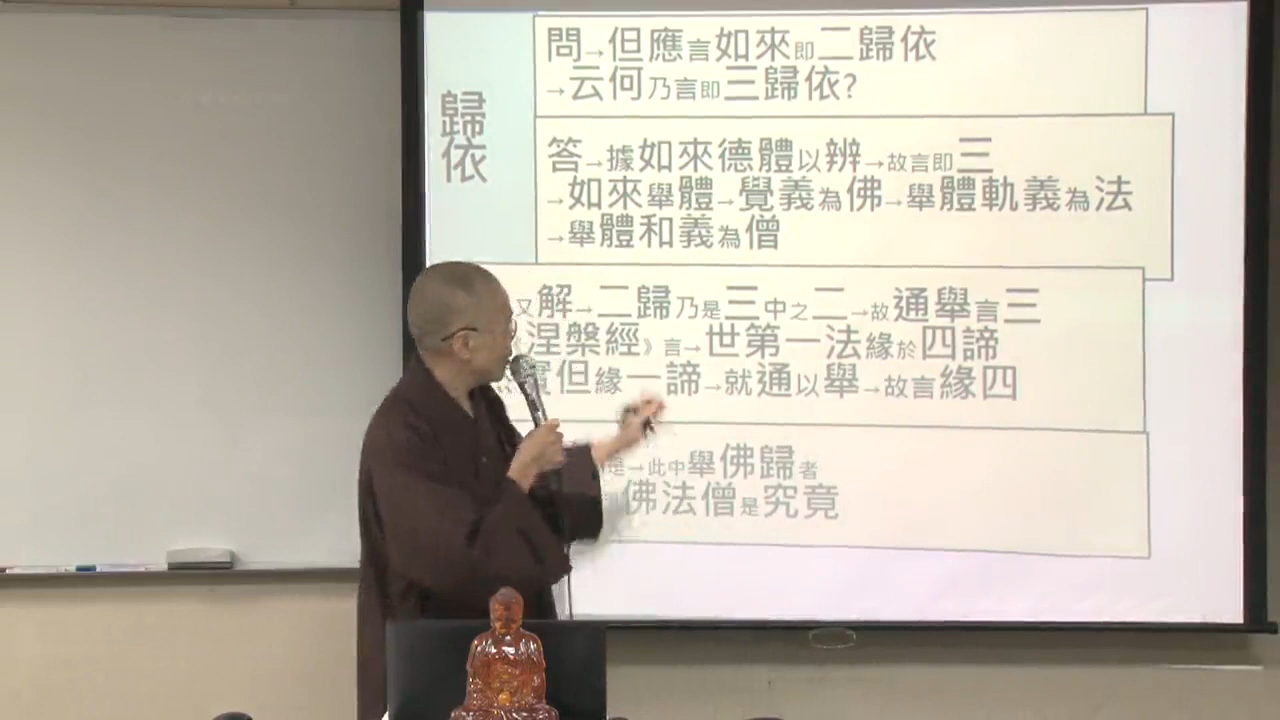 歸依
問→但應言如來即二歸依
→云何乃言即三歸依?
答→據如來德體以辨→故言即三
→如來舉體→覺義為佛→舉體軌義為法
→舉體和義為僧
又解→二歸乃是三中之二→故通舉言三
涅槃經》言→世第一法緣於四諦
實但緣一諦→就通以舉→故言緣四
是→此中舉佛歸者
佛法僧是究竟